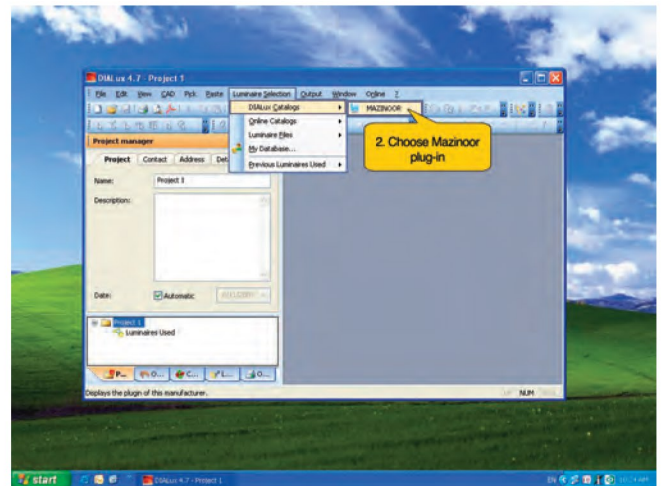 DIALux 4.7 - Project 1
File Edit View CAD Pick Paste Luminaire Selection Output Window Online ?
DIALux Catalogs
MAZINOOR
Online Catalogs
Luminaire Files
My Database...
Previous Luminaires Used
2. Choose Mazinoor
plug-in
Project manager
Project Contact Address
Name: Project 1
Description:
Date: Automatic
Project 1
Luminaires Used
P... O... C... L... O...
Displays the plugin of this manufacturer. NUM
start DIALux 4.7 - Project 1 EN